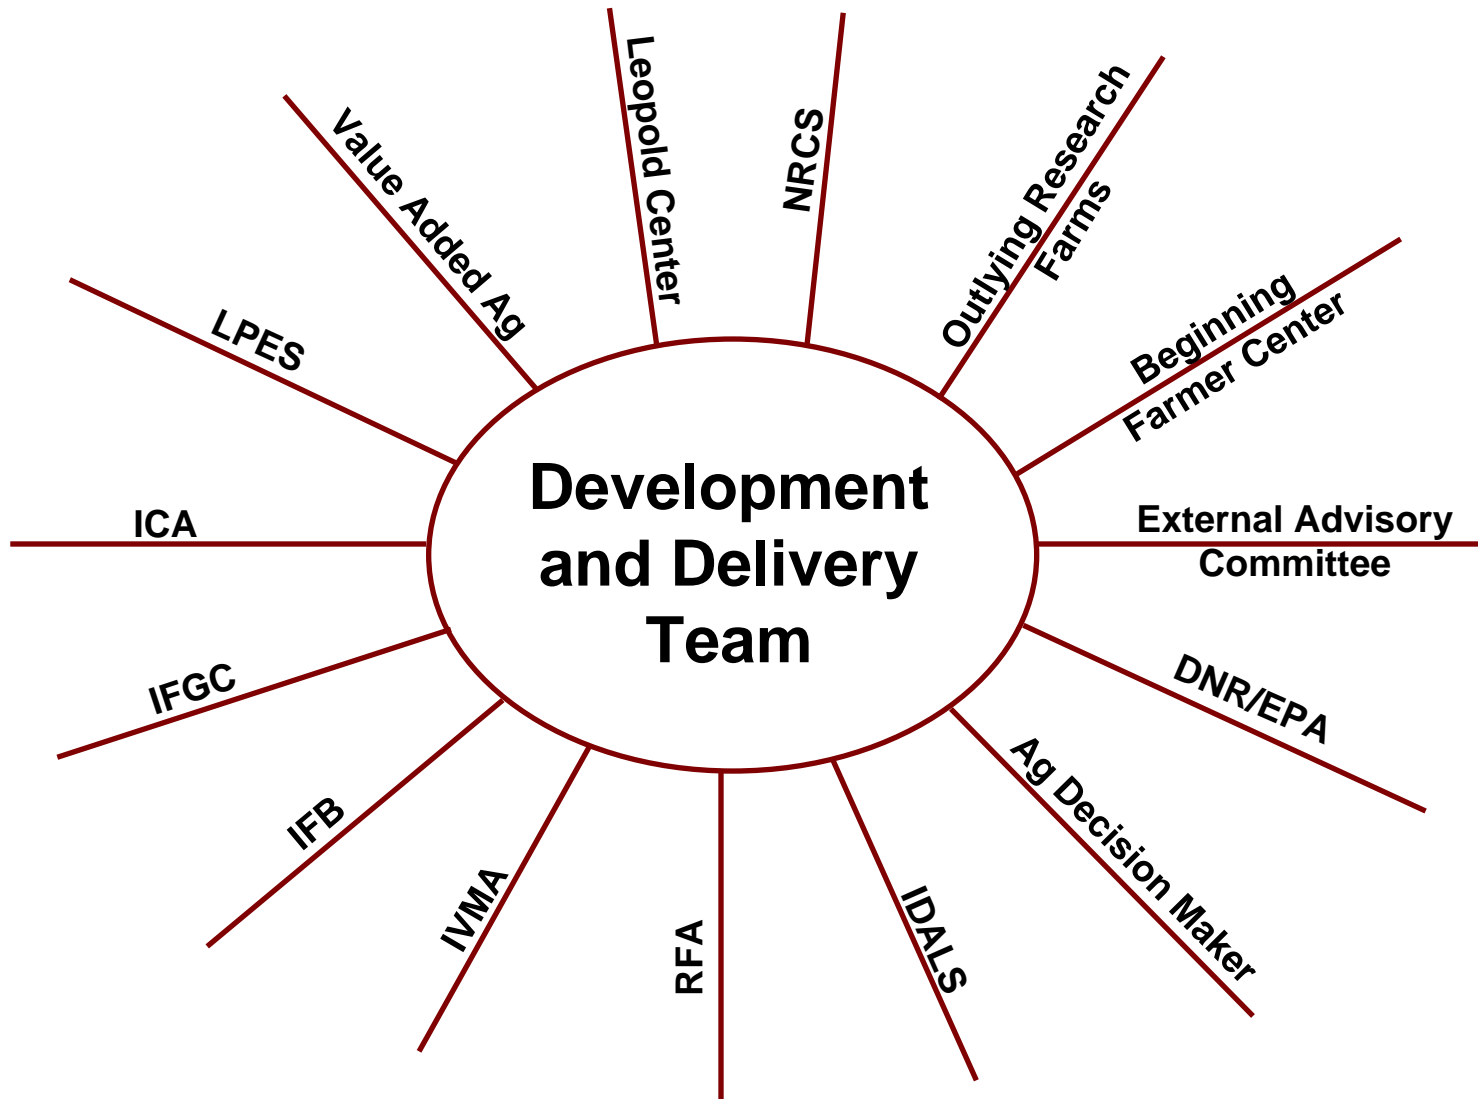 Leopold Center
NRCS
Outlying Research
Farms
Beginning
Farmer Center
External Advisory
Committee
DNR/EPA
Ag Decision Maker
IDALS
RFA
IVMA
IFB
IFGC
ICA
LPES
Value Added Ag
Development
and Delivery
Team